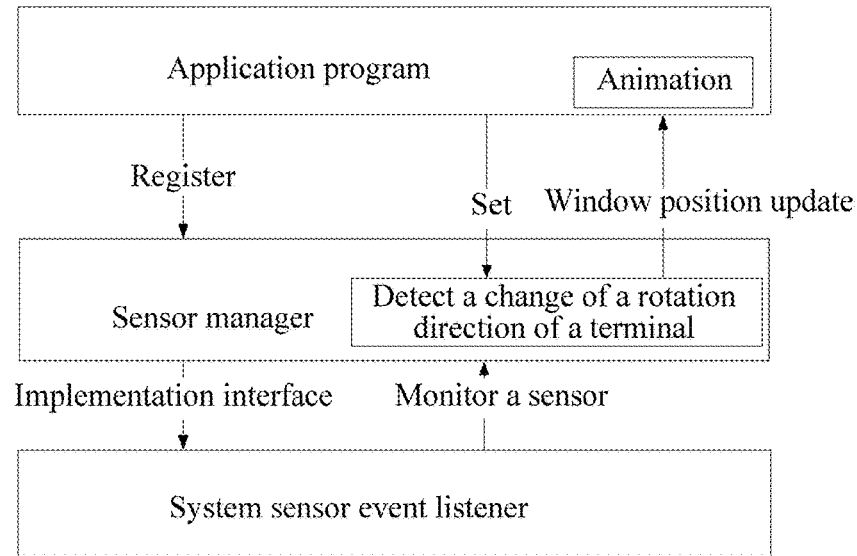 Application program
Animation
Register
Set
Window position update
Sensor manager
Detect a change of a rotation
direction of a terminal
Implementation interface
Monitor a sensor
System sensor event listener